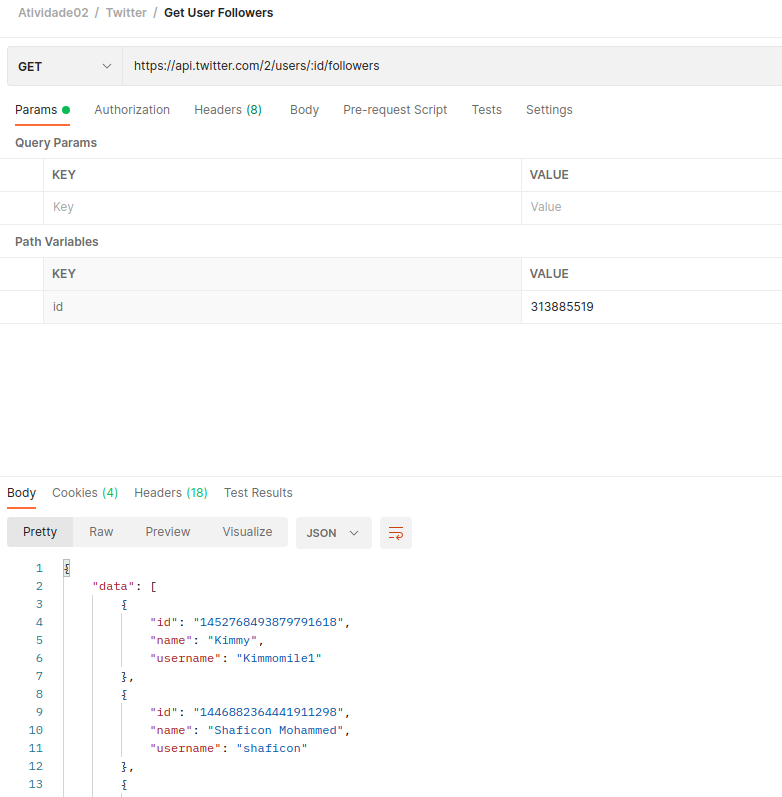 Atividade02 / Twitter / Get User Followers
GET https://api.twitter.com/2/users/:id/followers
Params Authorization Headers (8) Body Pre-request Script Tests Settings
Query Params
KEY VALUE
Key Value
Path Variables
KEY VALUE
id 313885519
Body Cookies (4) Headers (18) Test Results
Pretty Raw Preview Visualize JSON
1 {
2 "data": [
3 {
4 "id": "1452768493879791618",
5 "name": "Kimmy",
6 "username": "Kimmomile1"
7 },
8 {
9 "id": "1446882364441911298",
10 "name": "Shaficon Mohammed",
11 "username": "shaficon"
12 },
13 {